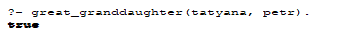 ?- great_granddaughter(tatyana, petr).
true